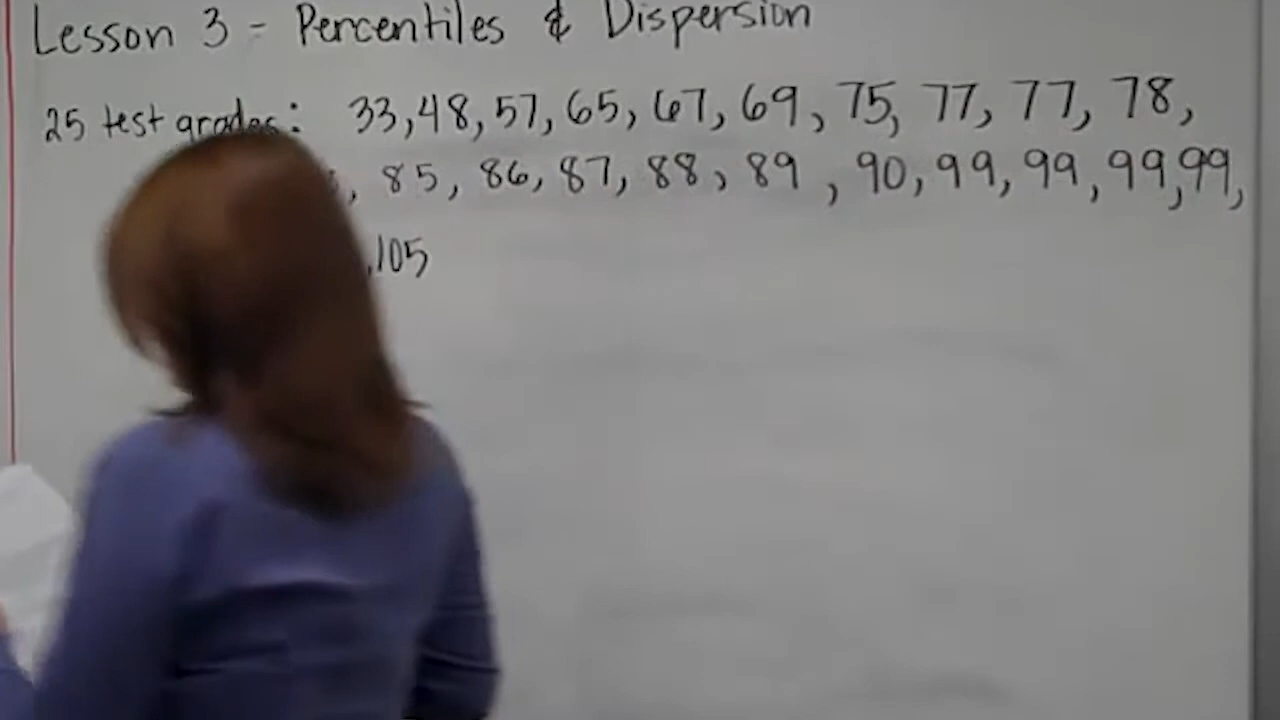 Lesson 3 - Percentiles & Dispersion
25 test grades: 33, 48, 57, 65, 67, 69, 75, 77, 77, 78,
, 85, 86, 87, 88, 89, 90, 99, 99, 99, 99,
,105